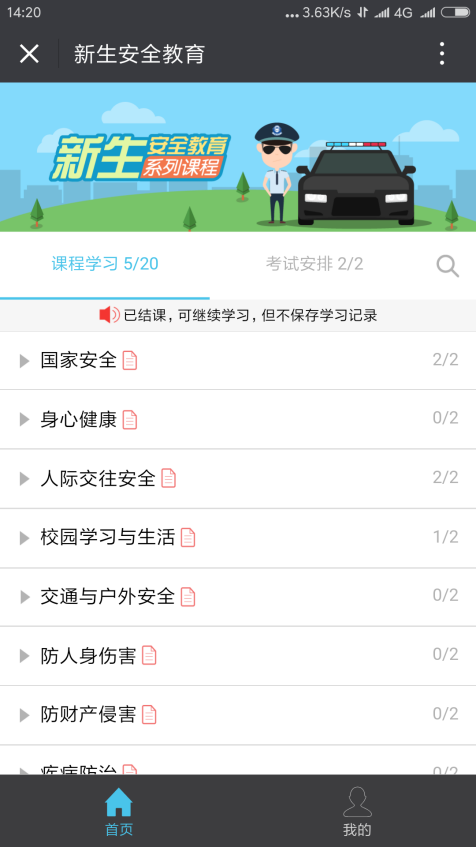 14:20
...3.63K/s 4G
新生安全教育
新生安全教育
系列课程
课程学习 5/20
考试安排 2/2
已结课，可继续学习，但不保存学习记录
国家安全 2/2
身心健康 0/2
人际交往安全 2/2
校园学习与生活 1/2
交通与户外安全 0/2
防人身伤害 0/2
防财产侵害 0/2
疾病防治 0/2
首页
我的